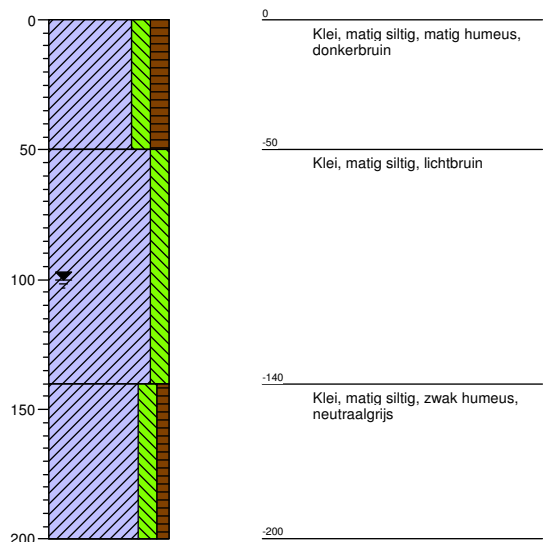 0
0
Klei, matig siltig, matig humeus,
donkerbruin
50
-50
Klei, matig siltig, lichtbruin
100
-140
Klei, matig siltig, zwak humeus,
neutraalgrijs
150
200
-200